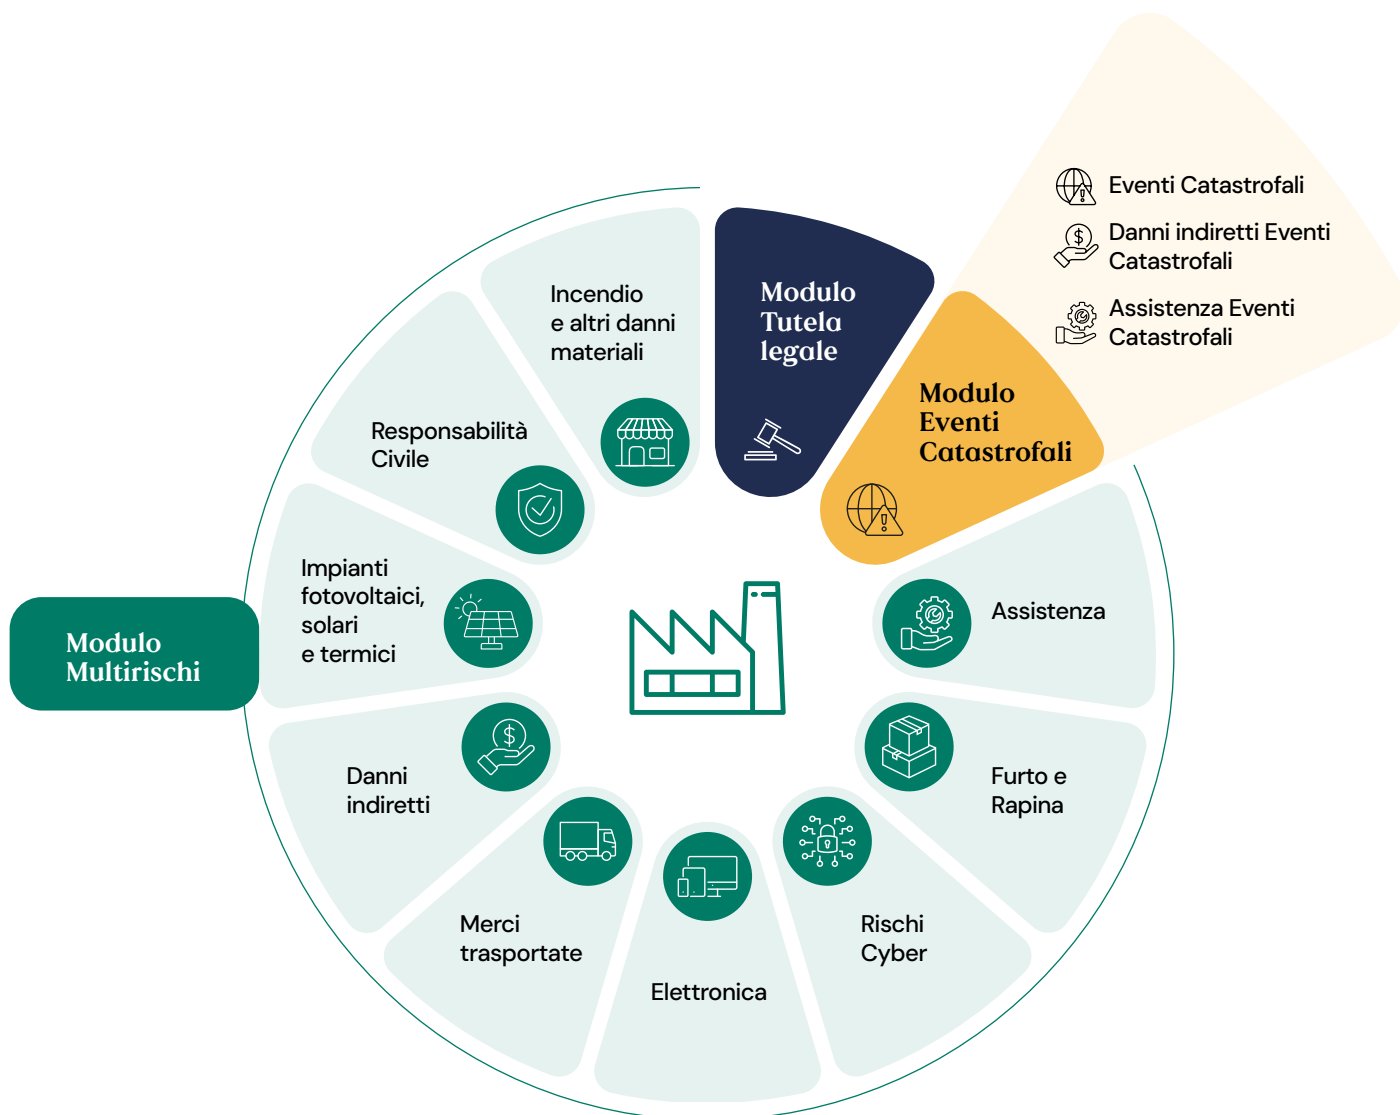 Eventi Catastrofali
Danni indiretti Eventi
Catastrofali
Assistenza Eventi
Catastrofali
Modulo
Tutela
legale
Modulo
Eventi
Catastrofali
Incendio
e altri danni
materiali
Responsabilità
Civile
Impianti
fotovoltaici,
solari
e termici
Modulo
Multirischi
Danni
indiretti
Merci
trasportate
Elettronica
Rischi
Cyber
Furto e
Rapina
Assistenza